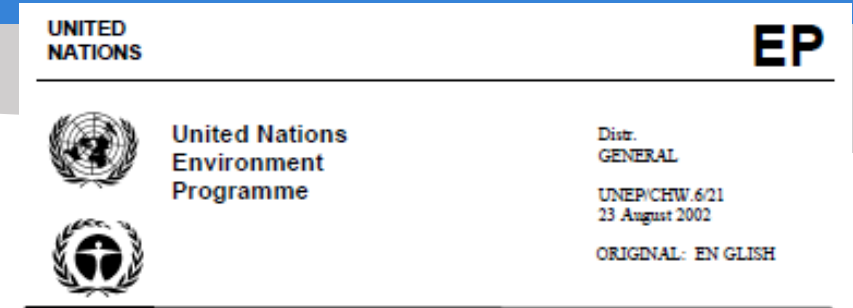 UNITED
NATIONS
EP
United Nations
Environment
Programme
Distr.
GENERAL
UNEP/CHW.6/21
23 August 2002
ORIGINAL: EN GLISH